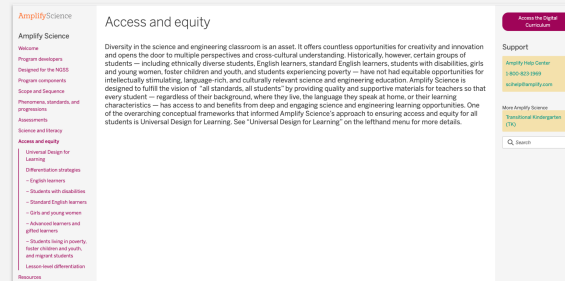 AmplifyScience
Amplify Science
Welcome
Program developers
Designed for the NGSS
Program components
Scope and Sequence
Phenomena, standards, and
progressions
Assessments
Science and literacy
Access and equity
Universal Design for
Learning
Differentiation strategies
– English learners
– Students with disabilities
– Standard English learners
– Girls and young women
– Advanced learners and
gifted learners
– Students living in poverty,
foster children and youth,
and migrant students
Lesson-level differentiation
Resources
Access and equity
Diversity in the science and engineering classroom is an asset. It offers countless opportunities for creativity and innovation
and opens the door to multiple perspectives and cross-cultural understanding. Historically, however, certain groups of
students — including ethnically diverse students, English learners, standard English learners, students with disabilities, girls
and young women, foster children and youth, and students experiencing poverty — have not had equitable opportunities for
intellectually stimulating, language-rich, and culturally relevant science and engineering education. Amplify Science is
designed to fulfill the vision of "all standards, all students" by providing quality and supportive materials for teachers so that
every student — regardless of their background, where they live, the language they speak at home, or their learning
characteristics — has access to and benefits from deep and engaging science and engineering learning opportunities. One
of the overarching conceptual frameworks that informed Amplify Science's approach to ensuring access and equity for all
students is Universal Design for Learning. See "Universal Design for Learning" on the lefthand menu for more details.
Access the Digital
Curriculum
Support
Amplify Help Center
1-800-823-1969
scihelp@amplify.com
More Amplify Science
Transitional Kindergarten
(TK)
Search